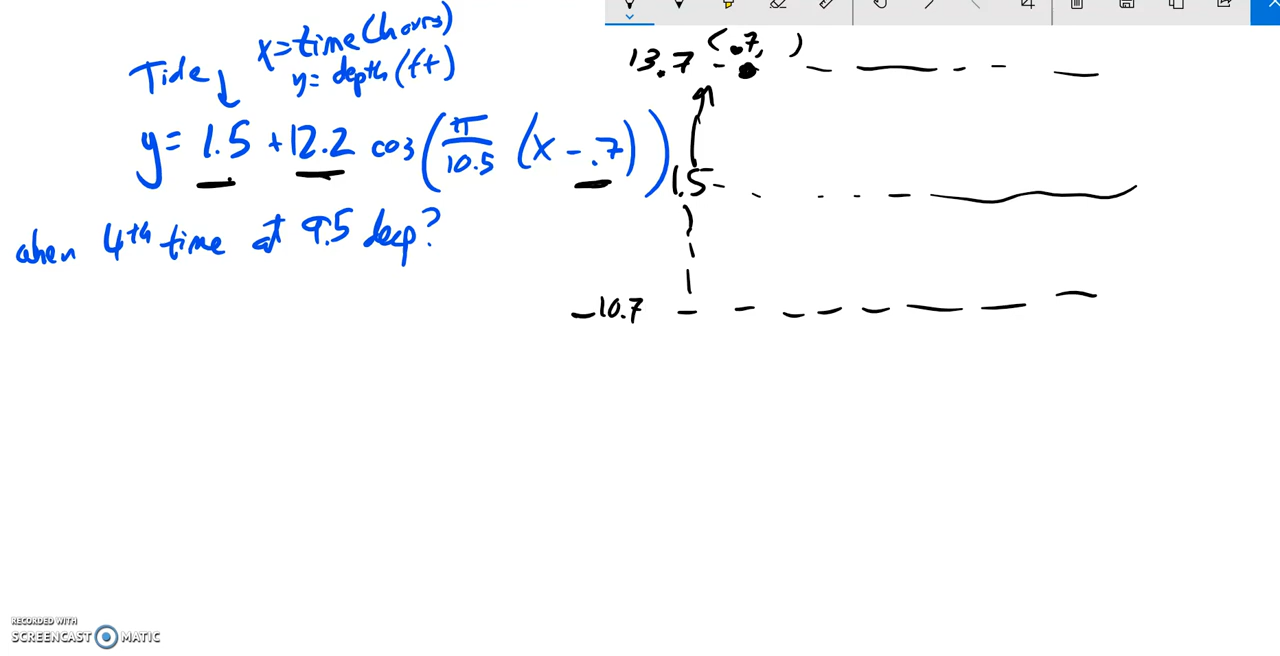 x=time(hours)
Tide y= depth(ft)
y= 1.5 +12.2 cos(π/10.5 (x-.7))
when 4th time at 9.5 deep?
(.7, )
13.7
1.5
-10.7
RECORDED WITH
SCREENCAST MATIC